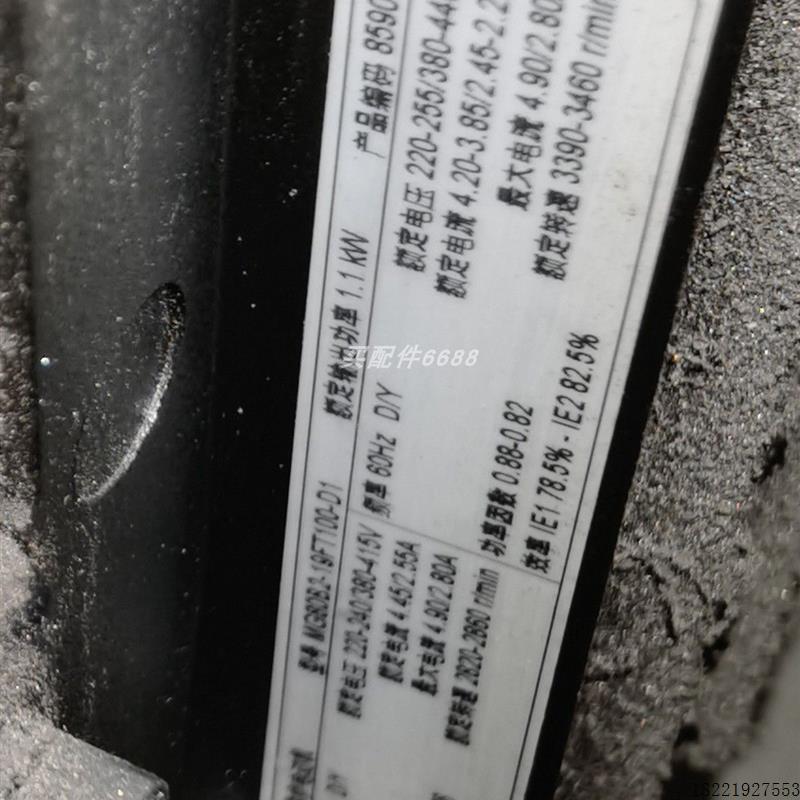 额定输出功率 1.1 kW
产品编码 8590
频率 60Hz D/Y
额定电压 220-255/380-44
额定电流 4.20-3.85/2.45-2.2
最大电流 4.90/2.80
额定转速 3390-3460 r/min
功率因数 0.88-0.82
效率 IE1 78.5% - IE2 82.5%
型号
额定电压 220-240/380-415V
额定电流 4.45/2.55A
最大电流 4.90/2.80A
额定转速 2820-2860 r/min
D/Y
买配件6688
18221927553